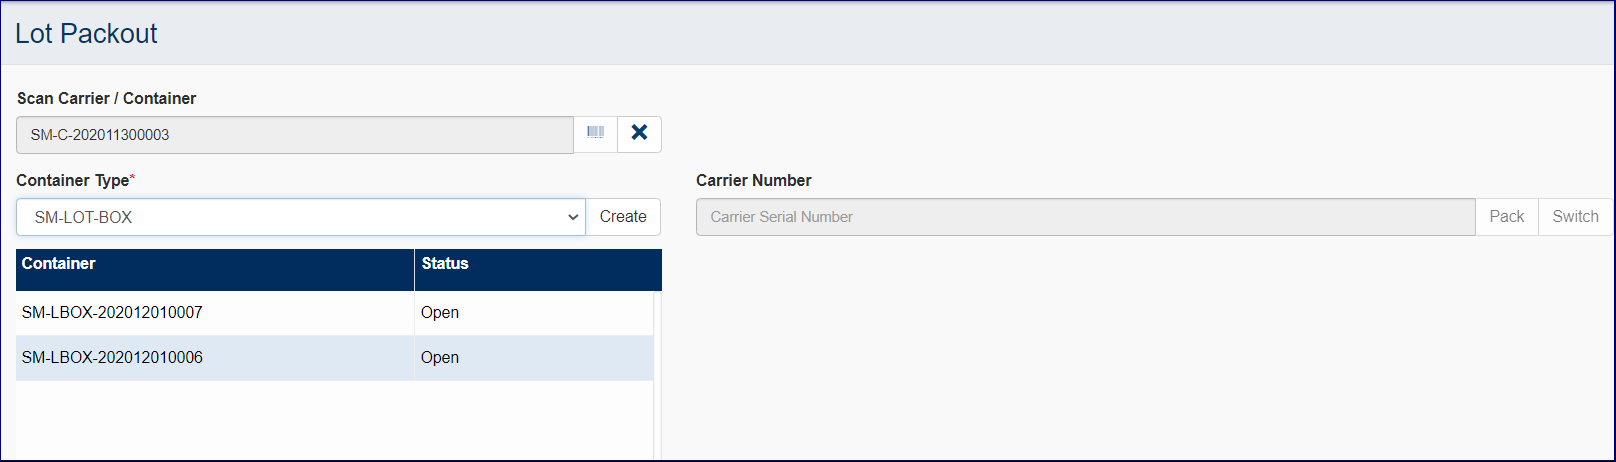 Lot Packout
Scan Carrier / Container
SM-C-202011300003
Container Type*
SM-LOT-BOX
Create
Carrier Number
Carrier Serial Number
Pack
Switch
Container Status
SM-LBOX-202012010007 Open
SM-LBOX-202012010006 Open